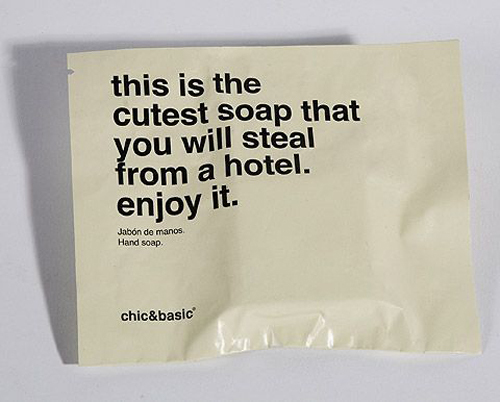 this is the
cutest soap that
you will steal
from a hotel.
enjoy it.
Jabón de manos.
Hand soap.
chic&basic®